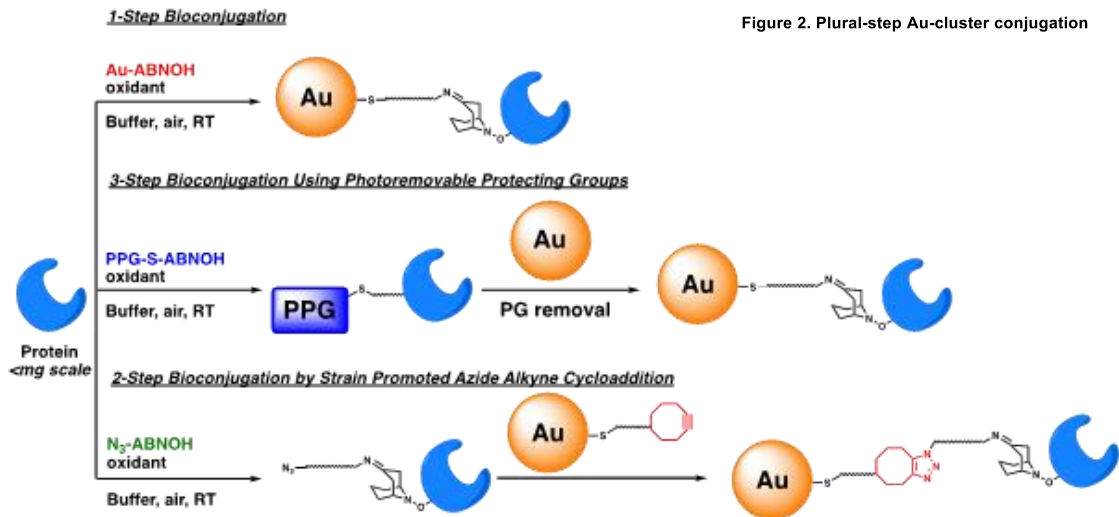 1-Step Bioconjugation
Figure 2. Plural-step Au-cluster conjugation
Au-ABNOH
oxidant
Buffer, air, RT
Au
S
N
N
O
3-Step Bioconjugation Using Photoremovable Protecting Groups
PPG-S-ABNOH
oxidant
Buffer, air, RT
PPG
S
Au
PG removal
Au
S
N
N
O
Protein
<mg scale
2-Step Bioconjugation by Strain Promoted Azide Alkyne Cycloaddition
N₃-ABNOH
oxidant
Buffer, air, RT
N₃
N
N
O
Au
S
Au
S
N
N
N
N
N
O